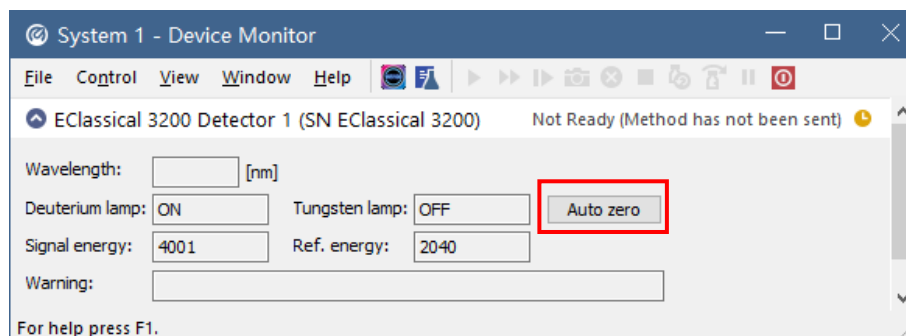 System 1 - Device Monitor
File Control View Window Help
EClassical 3200 Detector 1 (SN EClassical 3200) Not Ready (Method has not been sent)
Wavelength: [nm]
Deuterium lamp: ON Tungsten lamp: OFF Auto zero
Signal energy: 4001 Ref. energy: 2040
Warning:
For help press F1.